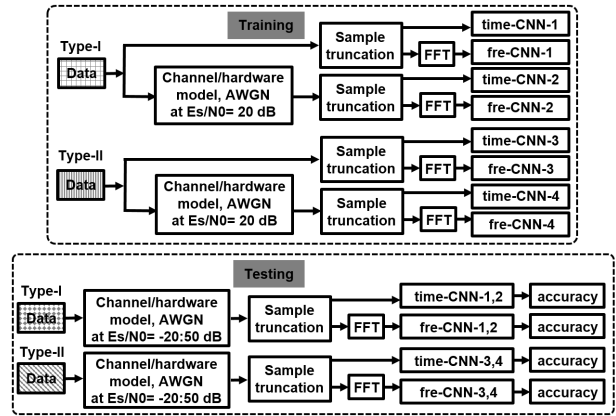 Training
Type-I
Data
Sample
truncation
time-CNN-1
FFT
fre-CNN-1
Channel/hardware
model, AWGN
at Es/N0= 20 dB
Sample
truncation
time-CNN-2
FFT
fre-CNN-2
Type-II
Data
Sample
truncation
time-CNN-3
FFT
fre-CNN-3
Channel/hardware
model, AWGN
at Es/N0= 20 dB
Sample
truncation
time-CNN-4
FFT
fre-CNN-4
Testing
Type-I
Data
Channel/hardware
model, AWGN
at Es/N0= -20:50 dB
Sample
truncation
time-CNN-1,2
accuracy
FFT
fre-CNN-1,2
accuracy
Type-II
Data
Channel/hardware
model, AWGN
at Es/N0= -20:50 dB
Sample
truncation
time-CNN-3,4
accuracy
FFT
fre-CNN-3,4
accuracy